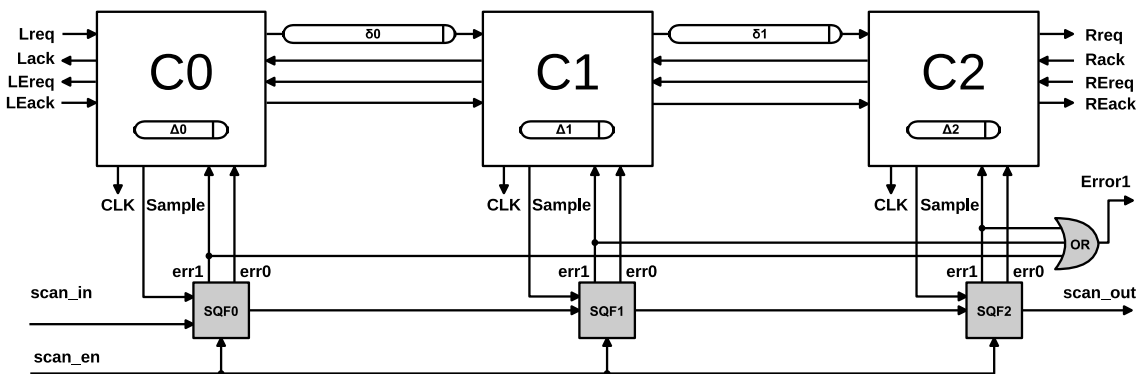 Lreq
Lack
LEreq
LEack
C0
Δ0
δ0
C1
Δ1
δ1
C2
Δ2
Rreq
Rack
REreq
REack
CLK
Sample
CLK
Sample
CLK
Sample
Error1
OR
err1
err0
err1
err0
err1
err0
scan_in
SQF0
SQF1
SQF2
scan_out
scan_en